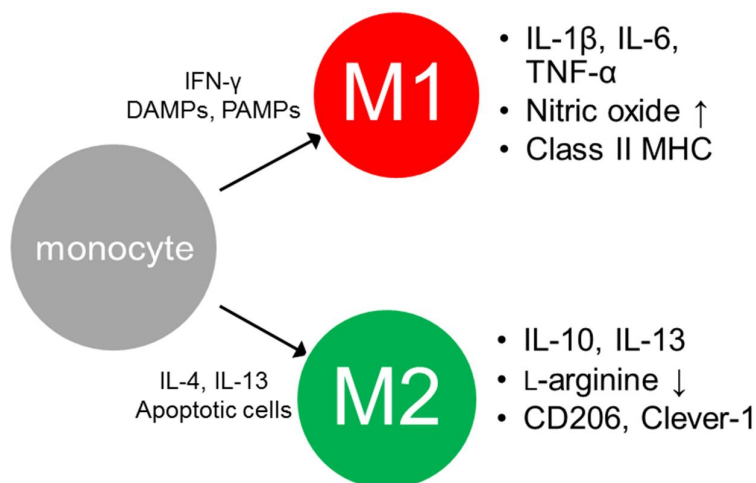 monocyte
IFN-γ
DAMPs, PAMPs
M1
• IL-1β, IL-6,
TNF-α
• Nitric oxide ↑
• Class II MHC
IL-4, IL-13
Apoptotic cells
M2
• IL-10, IL-13
• L-arginine ↓
• CD206, Clever-1